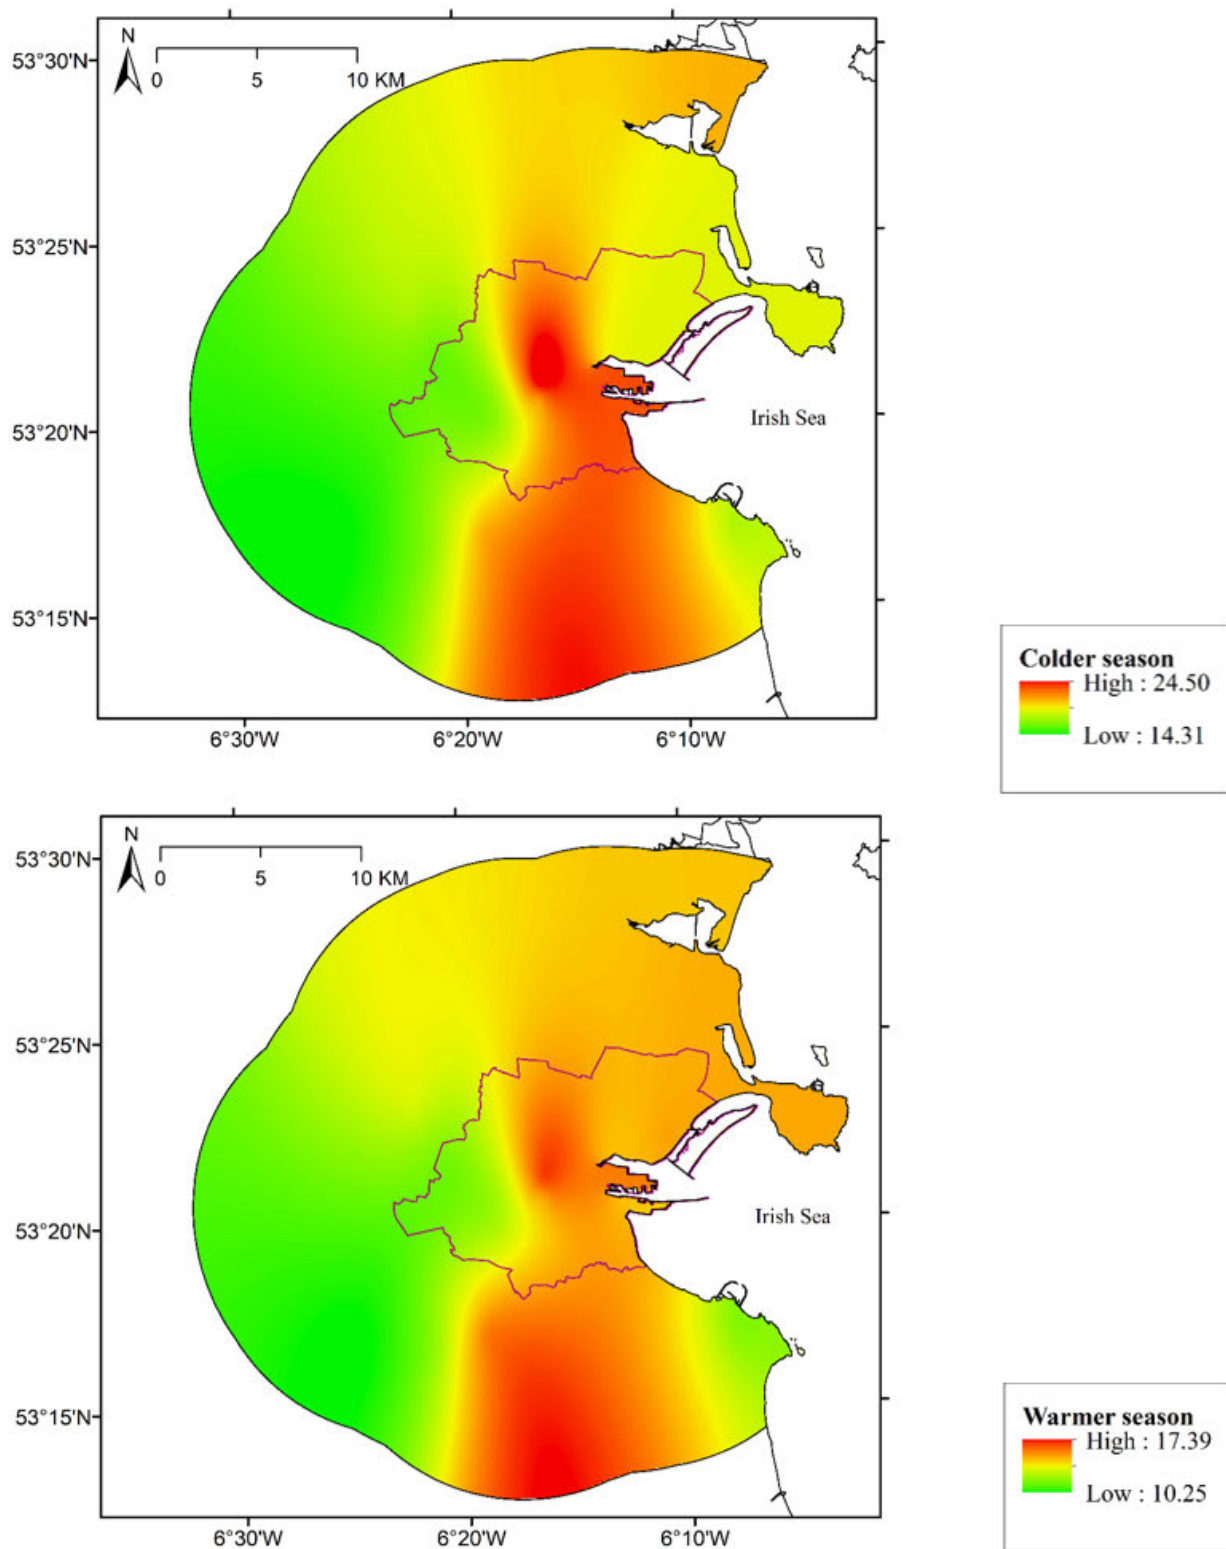 N
53°30'N
0 5 10 KM
53°25'N
53°20'N
Irish Sea
53°15'N
6°30'W 6°20'W 6°10'W
Colder season
High : 24.50
Low : 14.31
N
53°30'N
0 5 10 KM
53°25'N
53°20'N
Irish Sea
53°15'N
6°30'W 6°20'W 6°10'W
Warmer season
High : 17.39
Low : 10.25